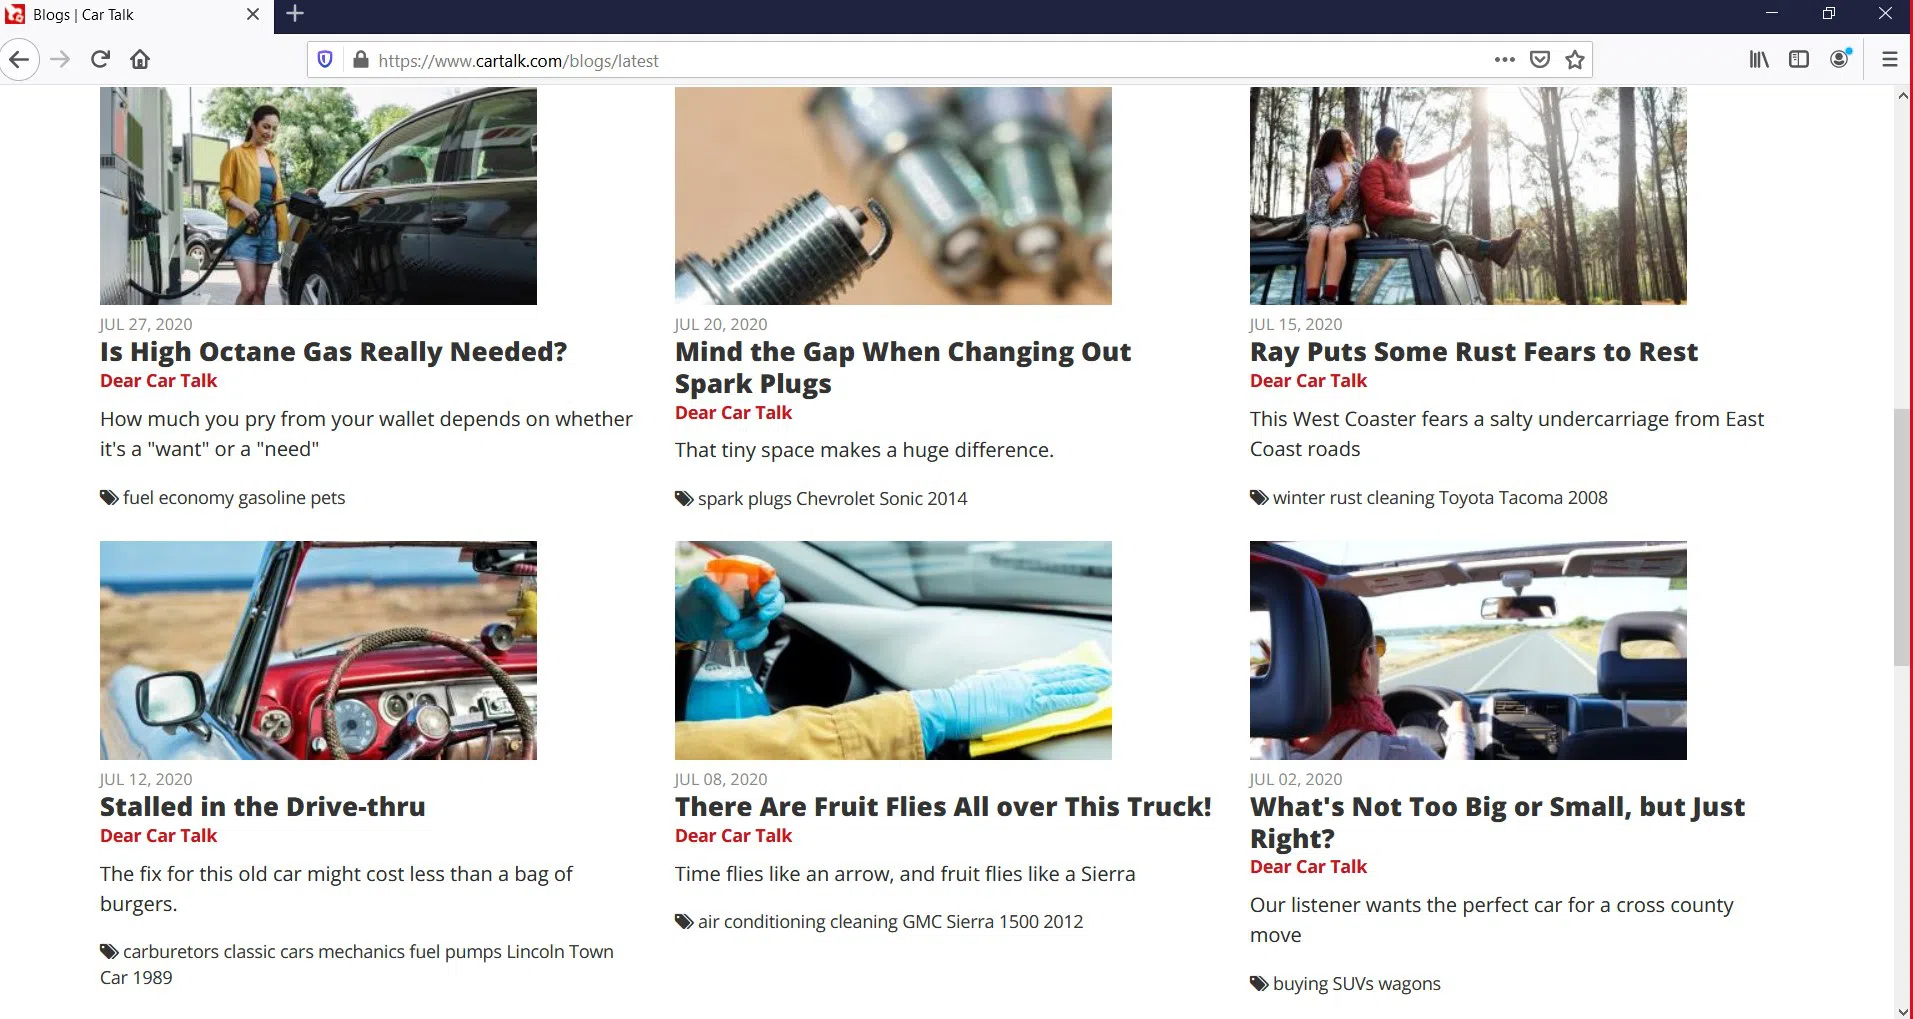 Blogs | Car Talk
https://www.cartalk.com/blogs/latest
JUL 27, 2020
Is High Octane Gas Really Needed?
Dear Car Talk
How much you pry from your wallet depends on whether
it's a "want" or a "need"
fuel economy gasoline pets
JUL 20, 2020
Mind the Gap When Changing Out
Spark Plugs
Dear Car Talk
That tiny space makes a huge difference.
spark plugs Chevrolet Sonic 2014
JUL 15, 2020
Ray Puts Some Rust Fears to Rest
Dear Car Talk
This West Coaster fears a salty undercarriage from East
Coast roads
winter rust cleaning Toyota Tacoma 2008
JUL 12, 2020
Stalled in the Drive-thru
Dear Car Talk
The fix for this old car might cost less than a bag of
burgers.
carburetors classic cars mechanics fuel pumps Lincoln Town
Car 1989
JUL 08, 2020
There Are Fruit Flies All over This Truck!
Dear Car Talk
Time flies like an arrow, and fruit flies like a Sierra
air conditioning cleaning GMC Sierra 1500 2012
JUL 02, 2020
What's Not Too Big or Small, but Just
Right?
Dear Car Talk
Our listener wants the perfect car for a cross county
move
buying SUVs wagons